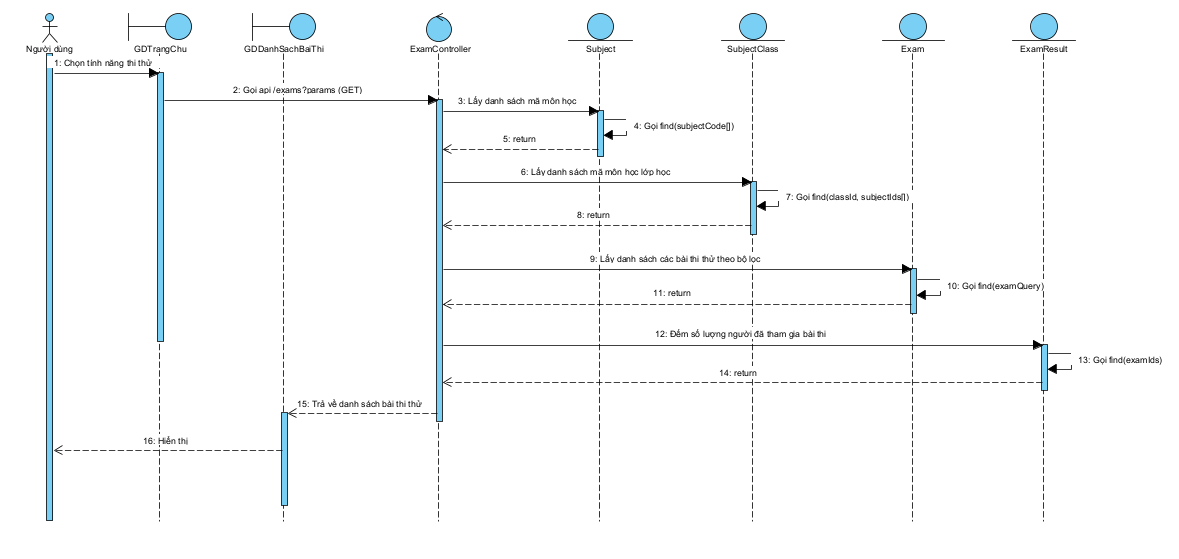 Người dùng
GDTrangChu
GDDanhSachBaiThi
ExamController
Subject
SubjectClass
Exam
ExamResult
1: Chọn tính năng thi thử
2: Gọi api /exams?params (GET)
3: Lấy danh sách mã môn học
4: Gọi find(subjectCode[])
5: return
6: Lấy danh sách mã môn học lớp học
7: Gọi find(classId, subjectIds[])
8: return
9: Lấy danh sách các bài thi thử theo bộ lọc
10: Gọi find(examQuery)
11: return
12: Đếm số lượng người đã tham gia bài thi
13: Gọi find(examIds)
14: return
15: Trả về danh sách bài thi thử
16: Hiển thị